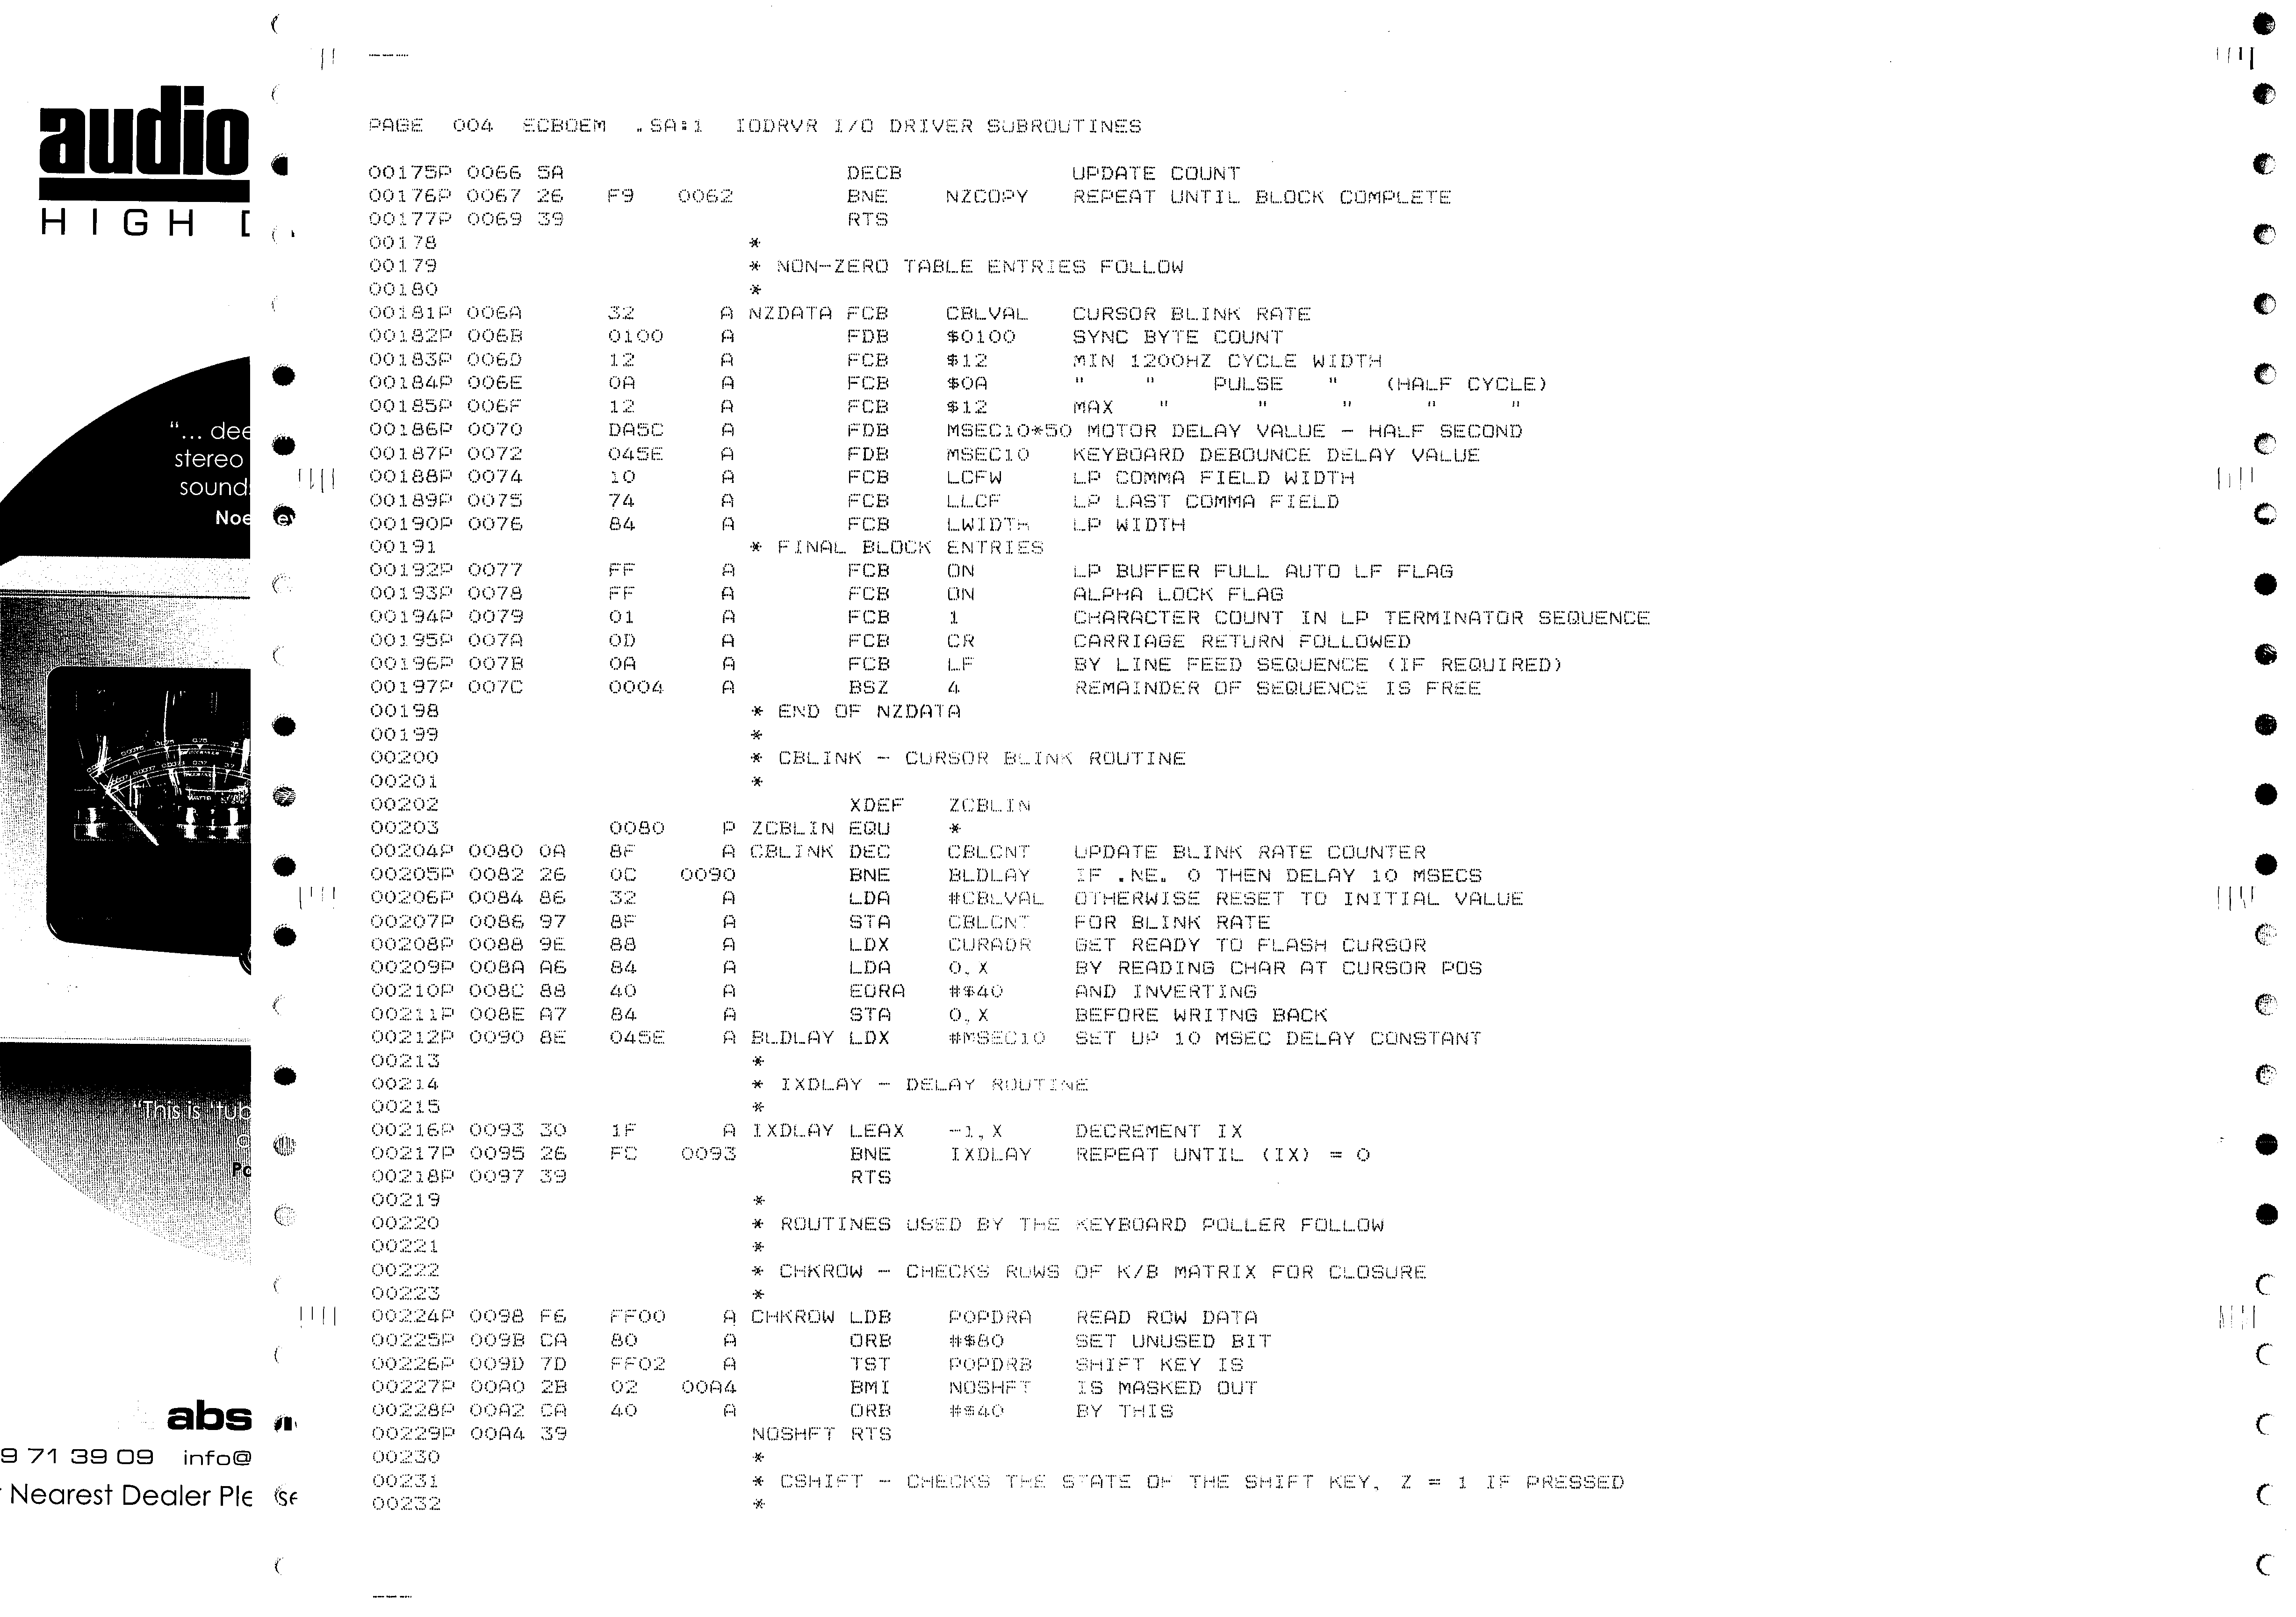 audio
HIGH
"... dee
stereo
sound
Noe
"This is 'tub
Po
abs
9 71 39 09 info@
Nearest Dealer Ple se
PAGE 004 ECBOEM .SA:1 IODRVR I/O DRIVER SUBROUTINES
00175P 0066 5A DECB UPDATE COUNT
00176P 0067 26 F9 0062 BNE NZCOPY REPEAT UNTIL BLOCK COMPLETE
00177P 0069 39 RTS
00178 *
00179 * NON-ZERO TABLE ENTRIES FOLLOW
00180 *
00181P 006A 32 A NZDATA FCB CBLVAL CURSOR BLINK RATE
00182P 006B 0100 A FDB $0100 SYNC BYTE COUNT
00183P 006D 12 A FCB $12 MIN 1200HZ CYCLE WIDTH
00184P 006E 0A A FCB $0A " " PULSE " (HALF CYCLE)
00185P 006F 12 A FCB $12 MAX " " " " "
00186P 0070 DA5C A FDB MSEC10*50 MOTOR DELAY VALUE - HALF SECOND
00187P 0072 045E A FDB MSEC10 KEYBOARD DEBOUNCE DELAY VALUE
00188P 0074 10 A FCB LCFW LP COMMA FIELD WIDTH
00189P 0075 74 A FCB LLCF LP LAST COMMA FIELD
00190P 0076 84 A FCB LWIDTH LP WIDTH
00191 * FINAL BLOCK ENTRIES
00192P 0077 FF A FCB ON LP BUFFER FULL AUTO LF FLAG
00193P 0078 FF A FCB ON ALPHA LOCK FLAG
00194P 0079 01 A FCB 1 CHARACTER COUNT IN LP TERMINATOR SEQUENCE
00195P 007A 0D A FCB CR CARRIAGE RETURN FOLLOWED
00196P 007B 0A A FCB LF BY LINE FEED SEQUENCE (IF REQUIRED)
00197P 007C 0004 A BSZ 4 REMAINDER OF SEQUENCE IS FREE
00198 * END OF NZDATA
00199 *
00200 * CBLINK - CURSOR BLINK ROUTINE
00201 *
00202 XDEF ZCBLIN
00203 0080 P ZCBLIN EQU *
00204P 0080 0A 8F A CBLINK DEC CBLCNT UPDATE BLINK RATE COUNTER
00205P 0082 26 0C 0090 BNE BLDLAY IF .NE. 0 THEN DELAY 10 MSECS
00206P 0084 86 32 A LDA #CBLVAL OTHERWISE RESET TO INITIAL VALUE
00207P 0086 97 8F A STA CBLCNT FOR BLINK RATE
00208P 0088 9E 88 A LDX CURADR GET READY TO FLASH CURSOR
00209P 008A A6 84 A LDA 0,X BY READING CHAR AT CURSOR POS
00210P 008C 88 40 A EORA #$40 AND INVERTING
00211P 008E A7 84 A STA 0,X BEFORE WRITNG BACK
00212P 0090 8E 045E A BLDLAY LDX #MSEC10 SET UP 10 MSEC DELAY CONSTANT
00213 *
00214 * IXDLAY - DELAY ROUTINE
00215 *
00216P 0093 30 1F A IXDLAY LEAX -1,X DECREMENT IX
00217P 0095 26 FC 0093 BNE IXDLAY REPEAT UNTIL (IX) = 0
00218P 0097 39 RTS
00219 *
00220 * ROUTINES USED BY THE KEYBOARD POLLER FOLLOW
00221 *
00222 * CHKROW - CHECKS ROWS OF K/B MATRIX FOR CLOSURE
00223 *
00224P 0098 F6 FF00 A CHKROW LDB P0PDRA READ ROW DATA
00225P 009B CA 80 A ORB #$80 SET UNUSED BIT
00226P 009D 7D FF02 A TST P0PDRB SHIFT KEY IS
00227P 00A0 2B 02 00A4 BMI NOSHFT IS MASKED OUT
00228P 00A2 CA 40 A ORB #$40 BY THIS
00229P 00A4 39 NOSHFT RTS
00230 *
00231 * CSHIFT - CHECKS THE STATE OF THE SHIFT KEY, Z = 1 IF PRESSED
00232 *